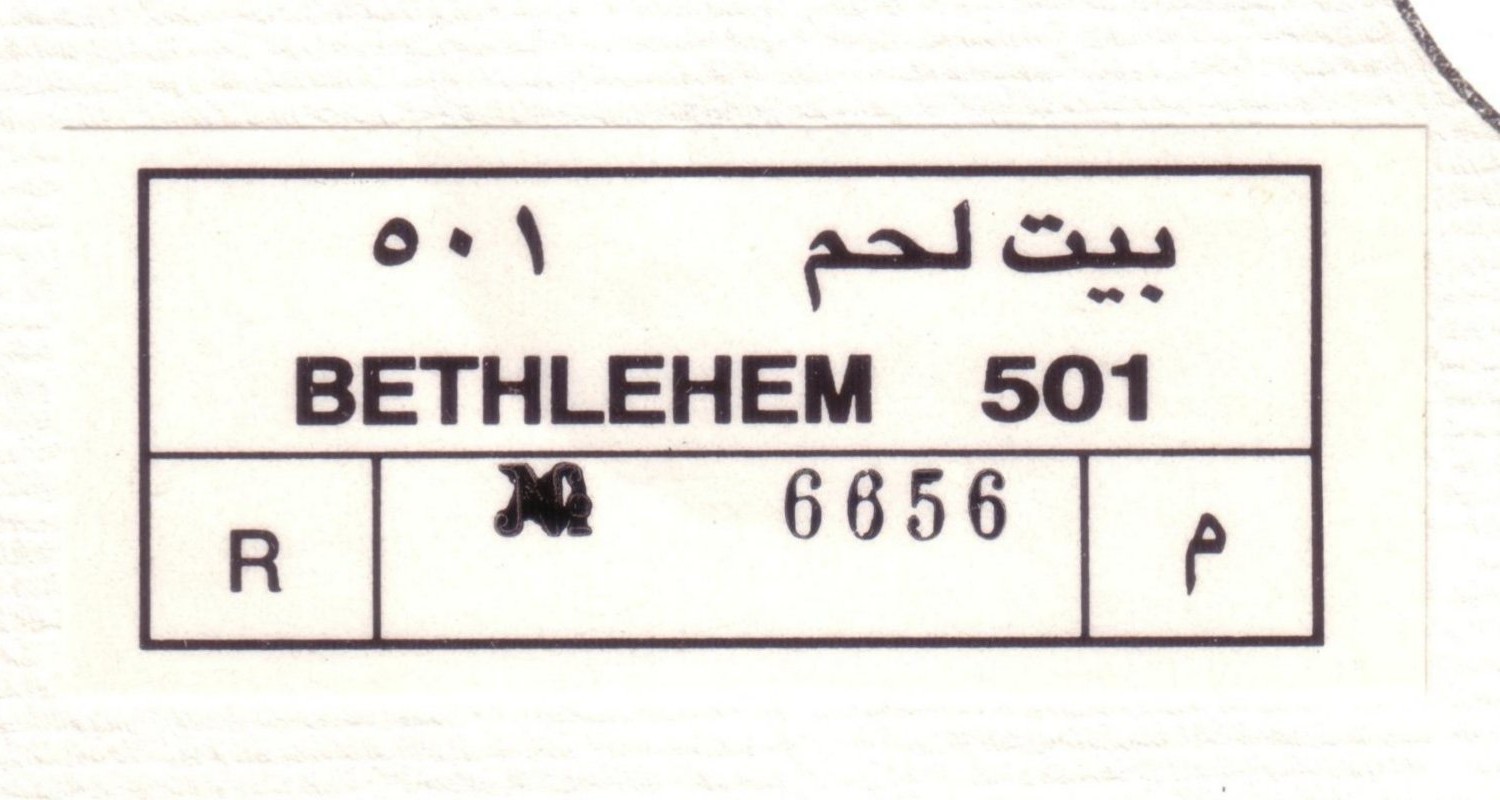 بيت لحم ٥٠١
BETHLEHEM 501
R № 6656 م